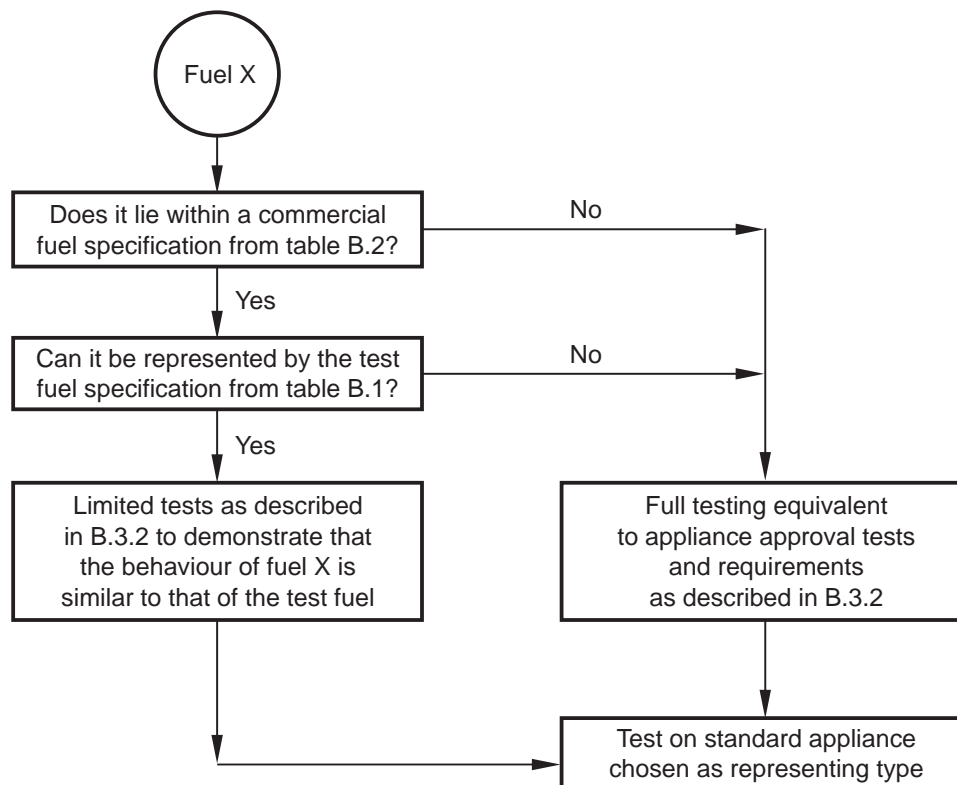 Fuel X
Does it lie within a commercial
fuel specification from table B.2?
No
Yes
Can it be represented by the test
fuel specification from table B.1?
No
Yes
Limited tests as described
in B.3.2 to demonstrate that
the behaviour of fuel X is
similar to that of the test fuel
Full testing equivalent
to appliance approval tests
and requirements
as described in B.3.2
Test on standard appliance
chosen as representing type